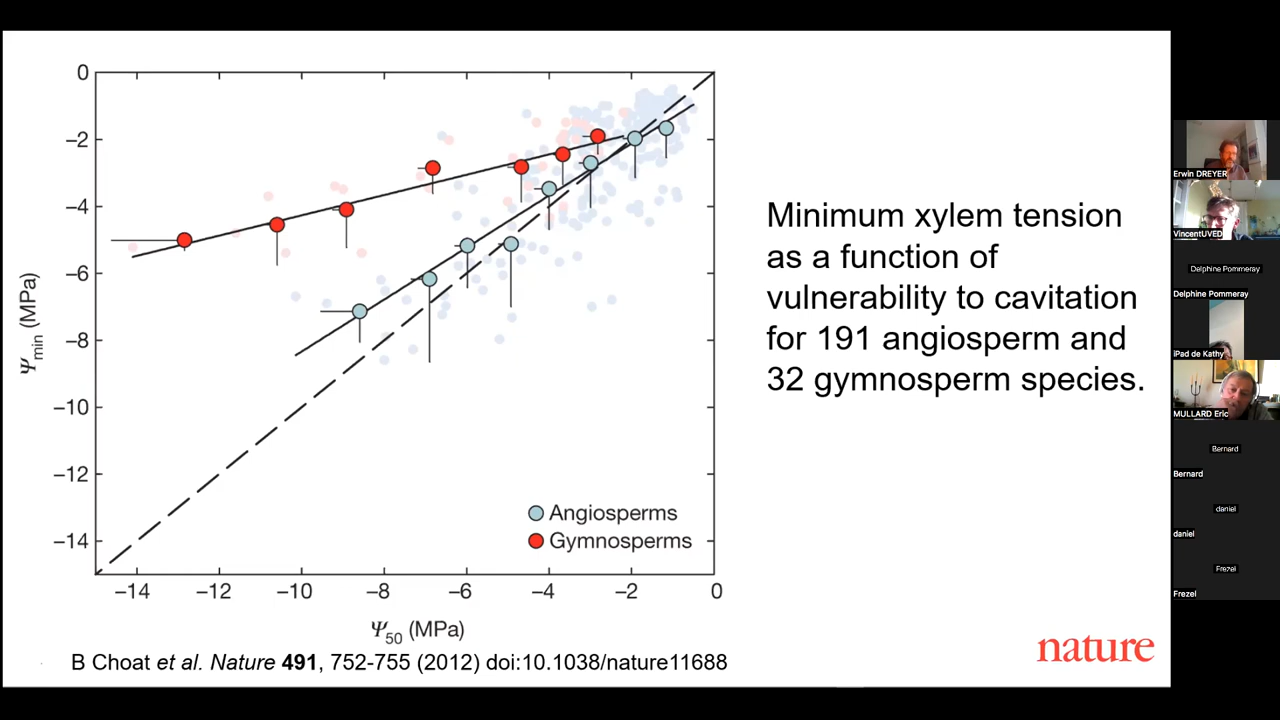 0
−2
−4
−6
−8
−10
−12
−14
Ψmin (MPa)
Angiosperms
Gymnosperms
−14 −12 −10 −8 −6 −4 −2 0
Ψ50 (MPa)
B Choat et al. Nature 491, 752-755 (2012) doi:10.1038/nature11688
Minimum xylem tension
as a function of
vulnerability to cavitation
for 191 angiosperm and
32 gymnosperm species.
nature
Erwin DREYER
VincentUVED
Delphine Pommeray
Delphine Pommeray
iPad de Kathy
MULLARD Eric
Bernard
Bernard
daniel
daniel
Frezel
Frezel